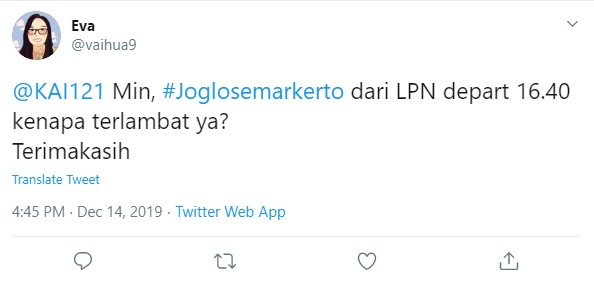 Eva
@vaihua9
@KAI121 Min, #Joglosemarkerto dari LPN depart 16.40
kenapa terlambat ya?
Terimakasih
Translate Tweet
4:45 PM · Dec 14, 2019 · Twitter Web App